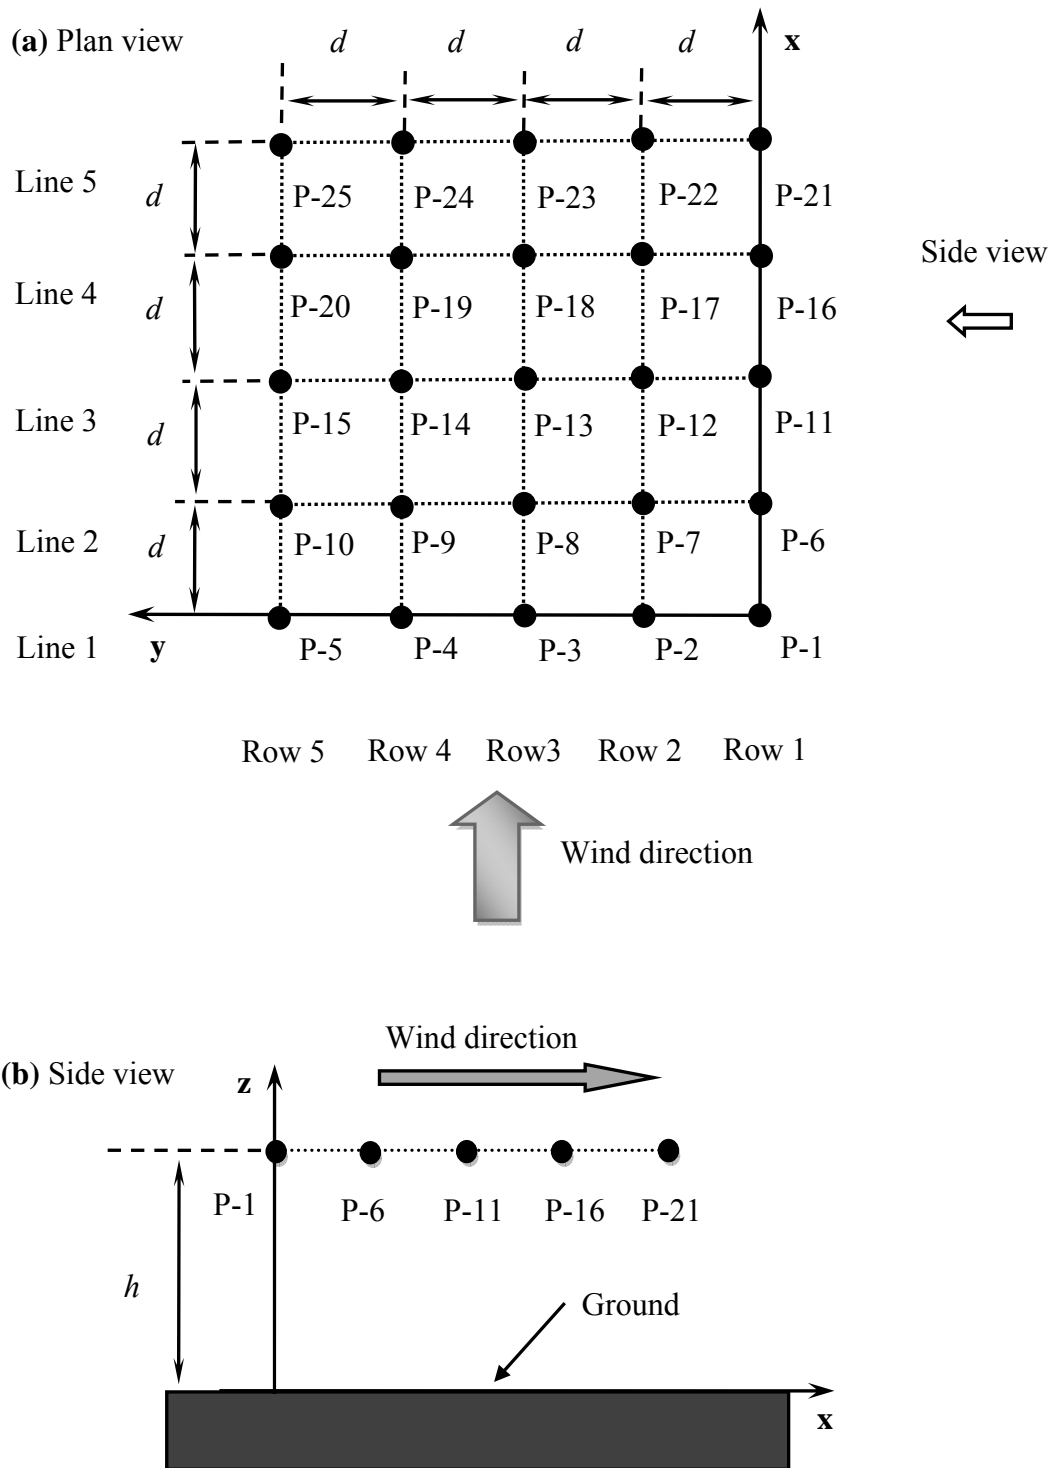 (a) Plan view
d d d d
x
Line 5
d
P-25 P-24 P-23 P-22 P-21
Side view
Line 4
d
P-20 P-19 P-18 P-17 P-16
Line 3
d
P-15 P-14 P-13 P-12 P-11
Line 2
d
P-10 P-9 P-8 P-7 P-6
Line 1
y
P-5 P-4 P-3 P-2 P-1
Row 5 Row 4 Row3 Row 2 Row 1
Wind direction
Wind direction
(b) Side view
z
P-1 P-6 P-11 P-16 P-21
h
Ground
x